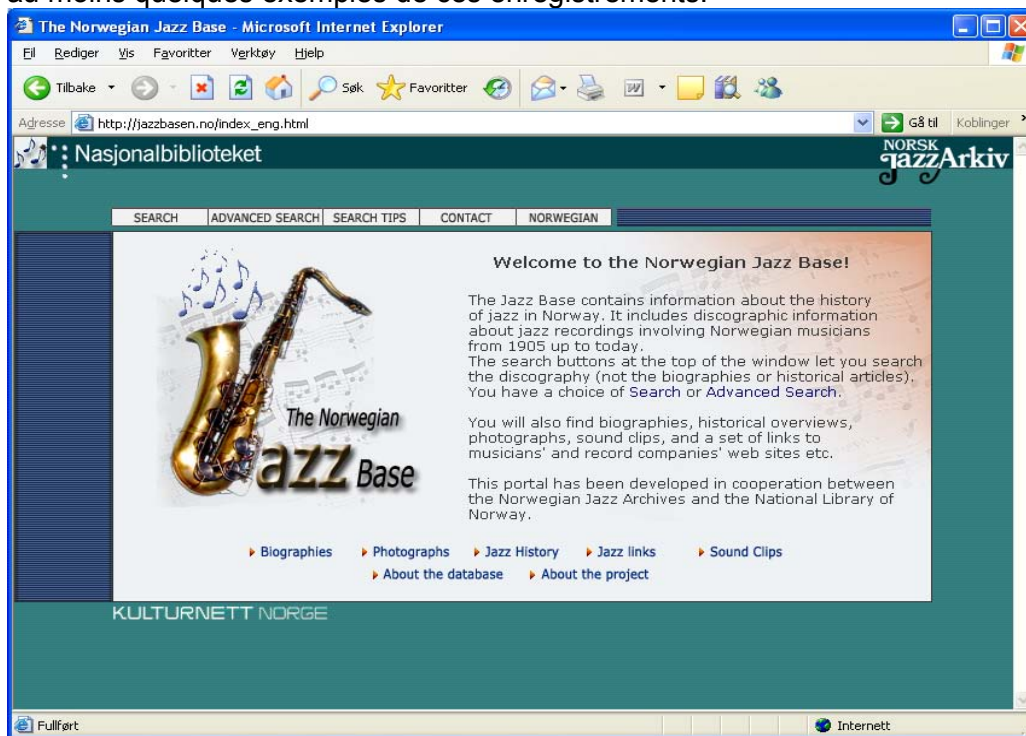 au moins quelques exemples de ces enregistrements.
The Norwegian Jazz Base - Microsoft Internet Explorer
Fil Rediger Vis Favoritter Verktøy Hjelp
Tilbake Søk Favoritter
Adresse http://jazzbasen.no/index_eng.html Gå til Koblinger »
Nasjonalbiblioteket
NORSK
JazzArkiv
SEARCH ADVANCED SEARCH SEARCH TIPS CONTACT NORWEGIAN
Welcome to the Norwegian Jazz Base!
The Jazz Base contains information about the history
of jazz in Norway. It includes discographic information
about jazz recordings involving Norwegian musicians
from 1905 up to today.
The search buttons at the top of the window let you search
the discography (not the biographies or historical articles).
You have a choice of Search or Advanced Search.
You will also find biographies, historical overviews,
photographs, sound clips, and a set of links to
musicians' and record companies' web sites etc.
This portal has been developed in cooperation between
the Norwegian Jazz Archives and the National Library of
Norway.
The Norwegian
Jazz Base
Biographies Photographs Jazz History Jazz links Sound Clips
About the database About the project
KULTURNETT NORGE
Fullført Internett